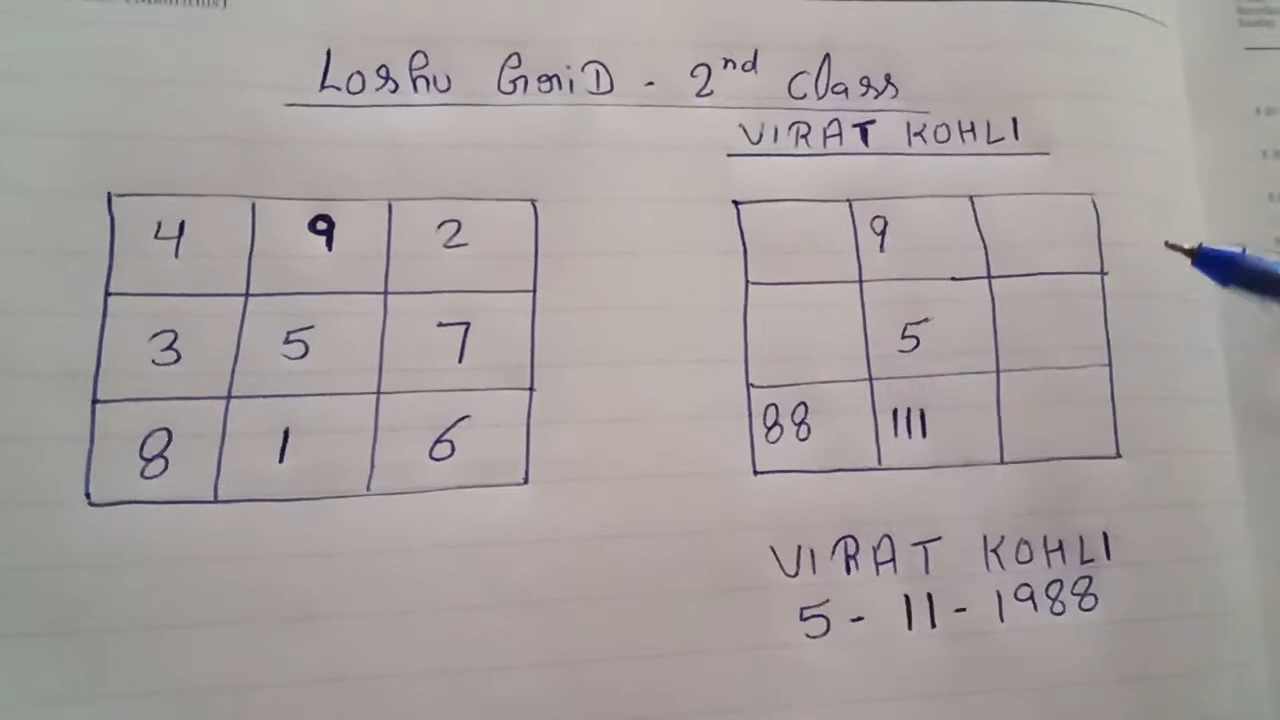 Loshu GriD - 2nd Class
VIRAT KOHLI
4 9 2
3 5 7
8 1 6
9
5
88 111
VIRAT KOHLI
5 - 11 - 1988